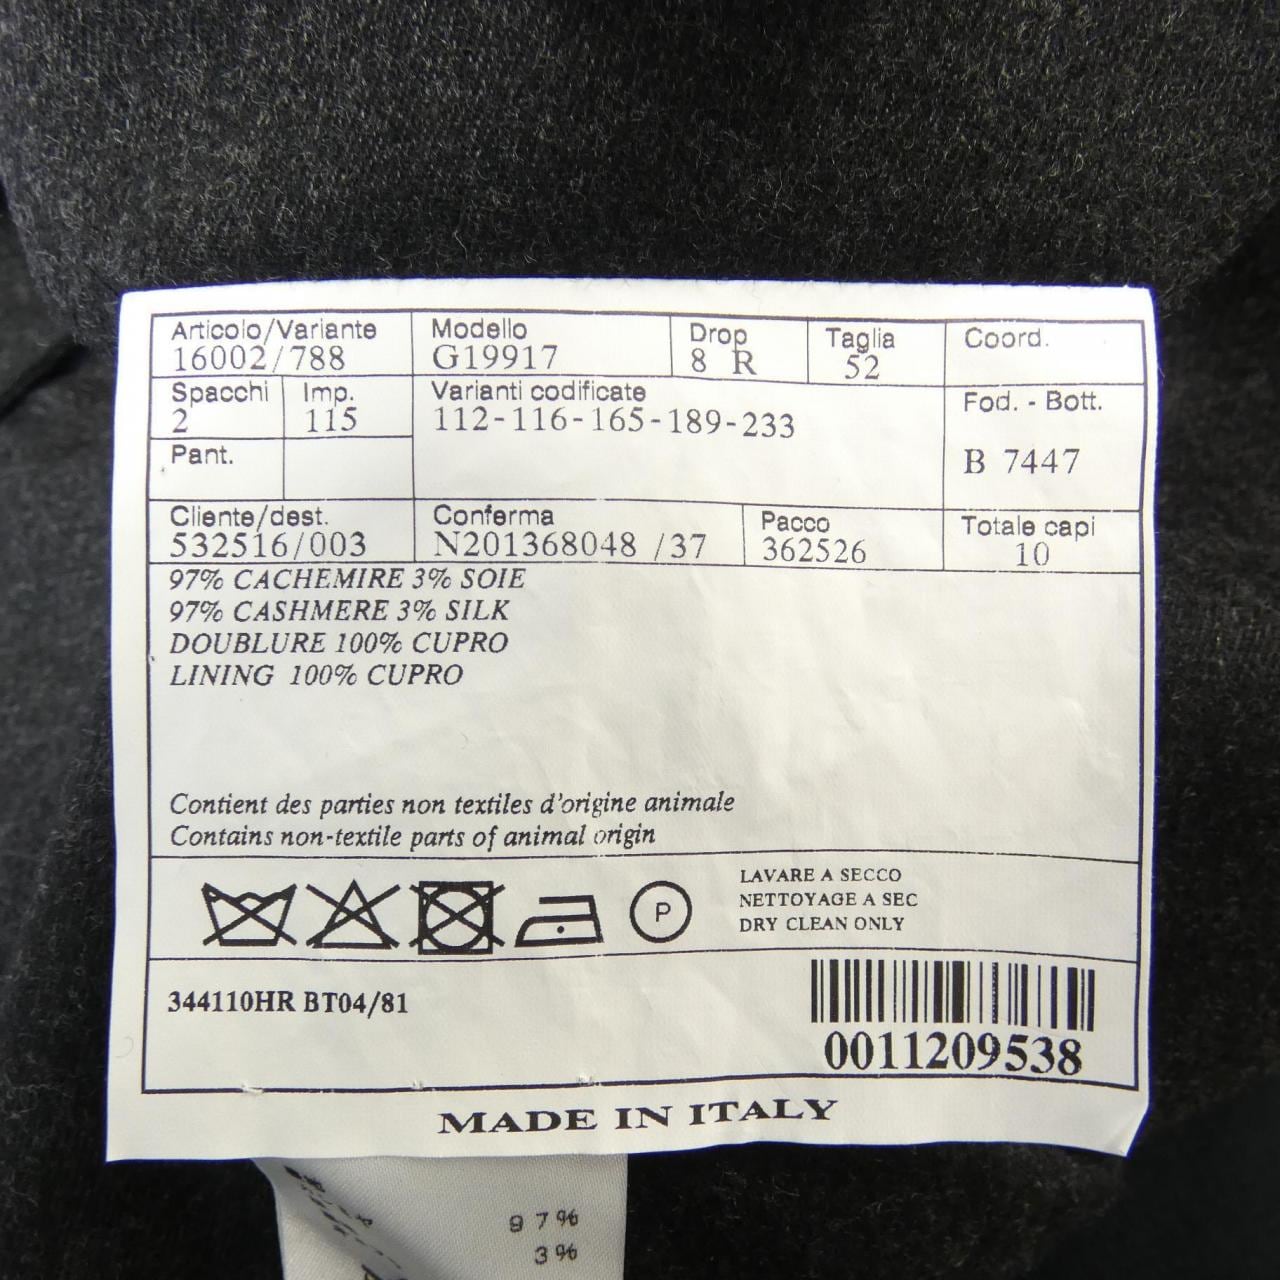 Articolo/Variante Modello Drop Taglia Coord.
16002/788 G19917 8 R 52
Spacchi Imp. Varianti codificate Fod. - Bott.
2 115 112-116-165-189-233
Pant. B 7447
Cliente/dest. Conferma Pacco Totale capi
532516/003 N201368048 /37 362526 10
97% CACHEMIRE 3% SOIE
97% CASHMERE 3% SILK
DOUBLURE 100% CUPRO
LINING 100% CUPRO
Contient des parties non textiles d'origine animale
Contains non-textile parts of animal origin
LAVARE A SECCO
NETTOYAGE A SEC
P
DRY CLEAN ONLY
344110HR BT04/81
0011209538
MADE IN ITALY
97%
3%